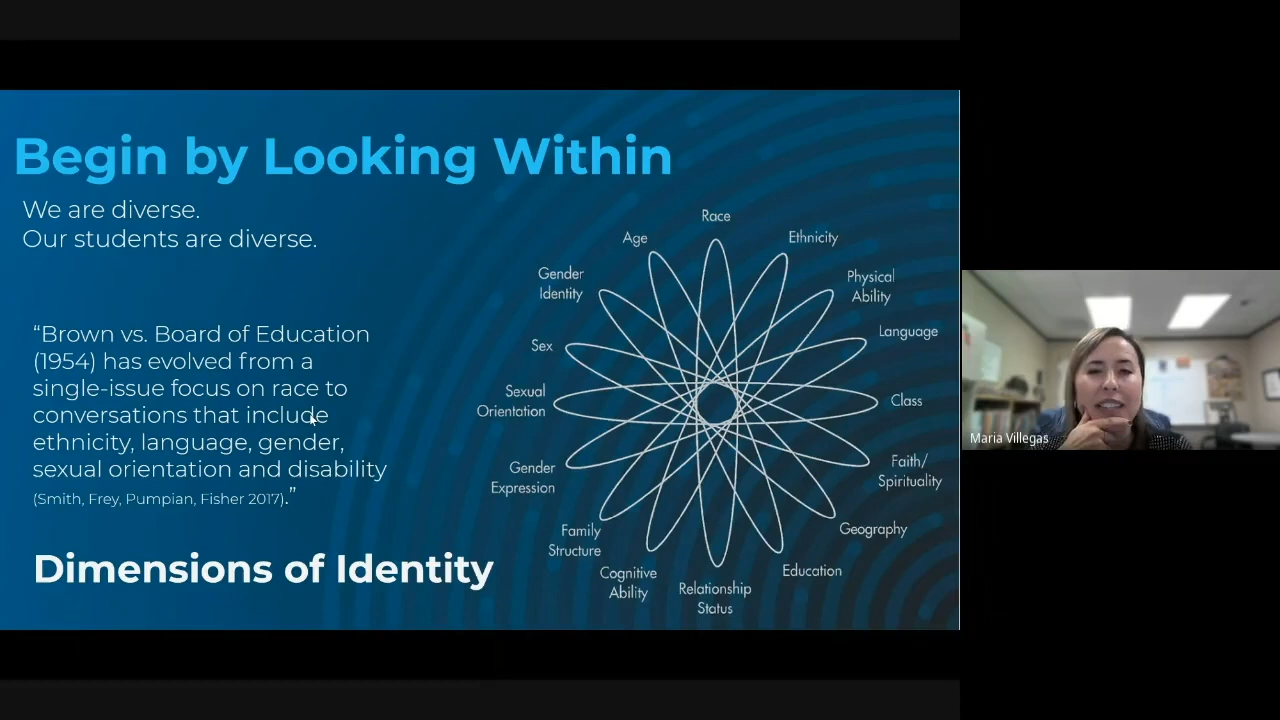 Begin by Looking Within
We are diverse.
Our students are diverse.
“Brown vs. Board of Education
(1954) has evolved from a
single-issue focus on race to
conversations that include
ethnicity, language, gender,
sexual orientation and disability
(Smith, Frey, Pumpian, Fisher 2017).”
Dimensions of Identity
Race
Ethnicity
Physical
Ability
Language
Class
Faith/
Spirituality
Geography
Education
Relationship
Status
Cognitive
Ability
Family
Structure
Gender
Expression
Sexual
Orientation
Sex
Gender
Identity
Age
Maria Villegas